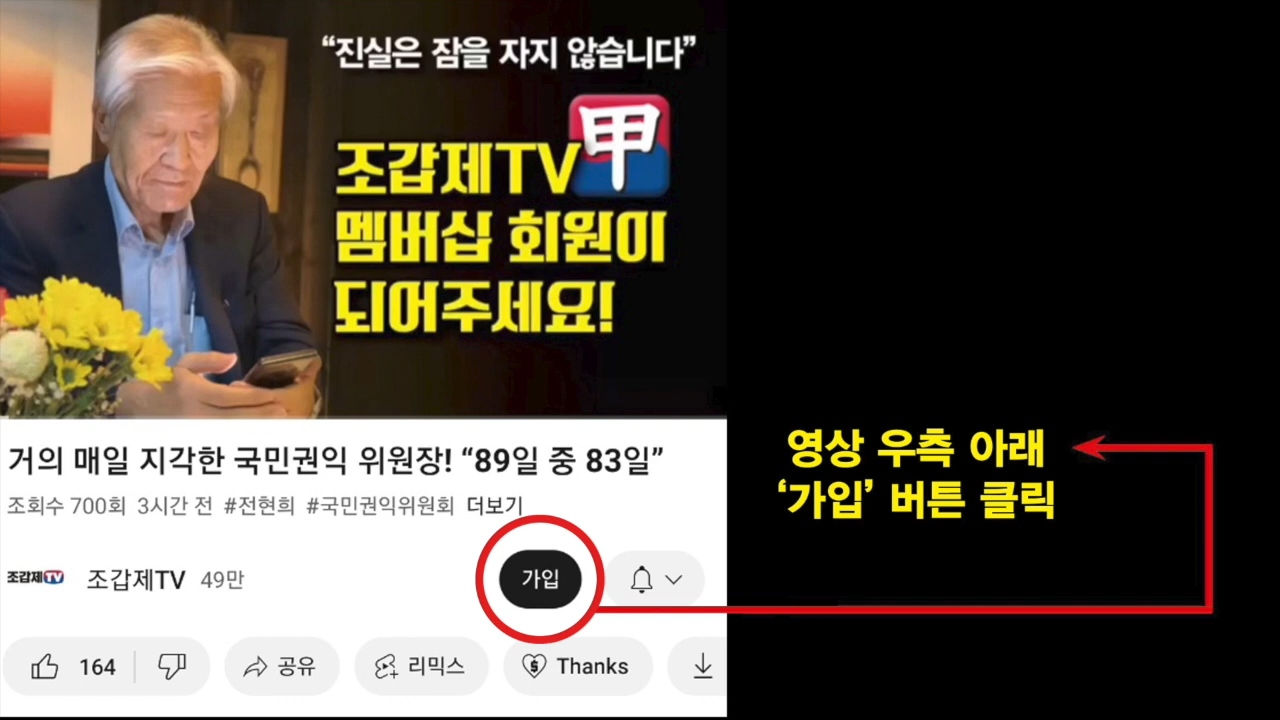 “진실은 잠을 자지 않습니다”
조갑제TV甲
멤버십 회원이
되어주세요!
거의 매일 지각한 국민권익 위원장! “89일 중 83일”
조회수 700회 3시간 전 #전현희 #국민권익위원회 더보기
조갑제TV 조갑제TV 49만 가입
164 공유 리믹스 Thanks
영상 우측 아래
‘가입’ 버튼 클릭